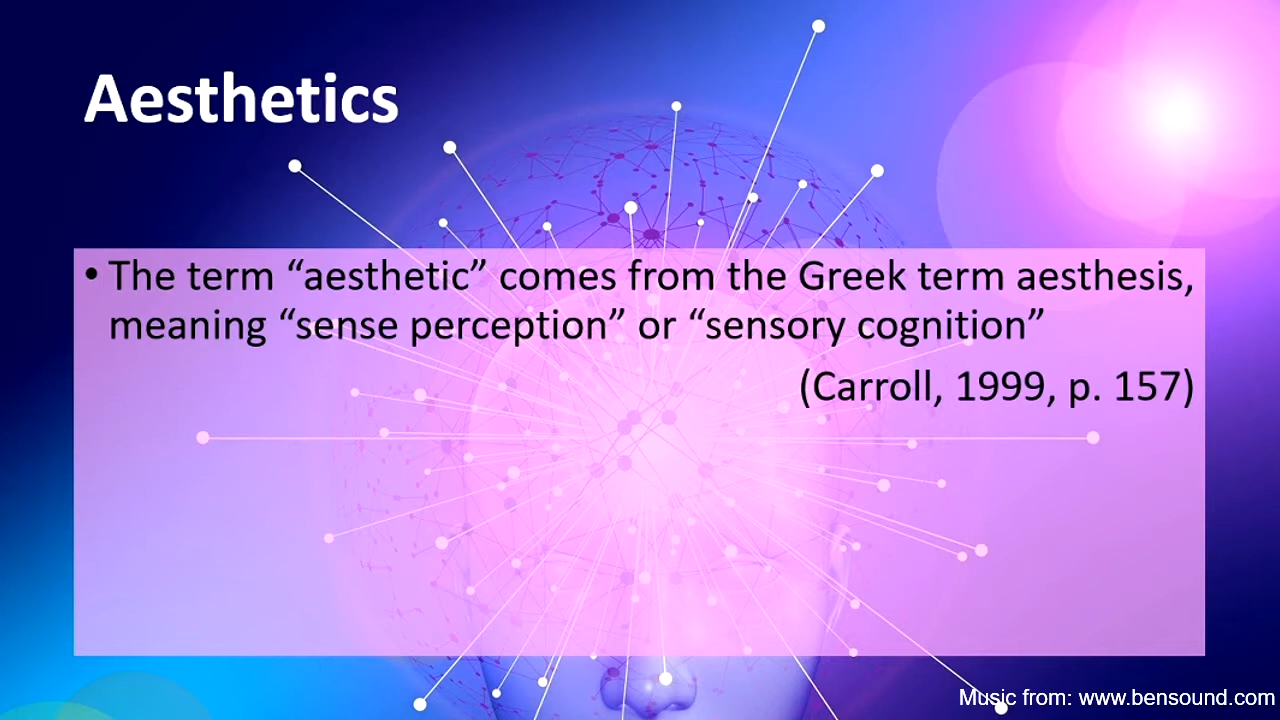 Aesthetics
• The term “aesthetic” comes from the Greek term aesthesis,
meaning “sense perception” or “sensory cognition”
(Carroll, 1999, p. 157)
Music from: www.bensound.com